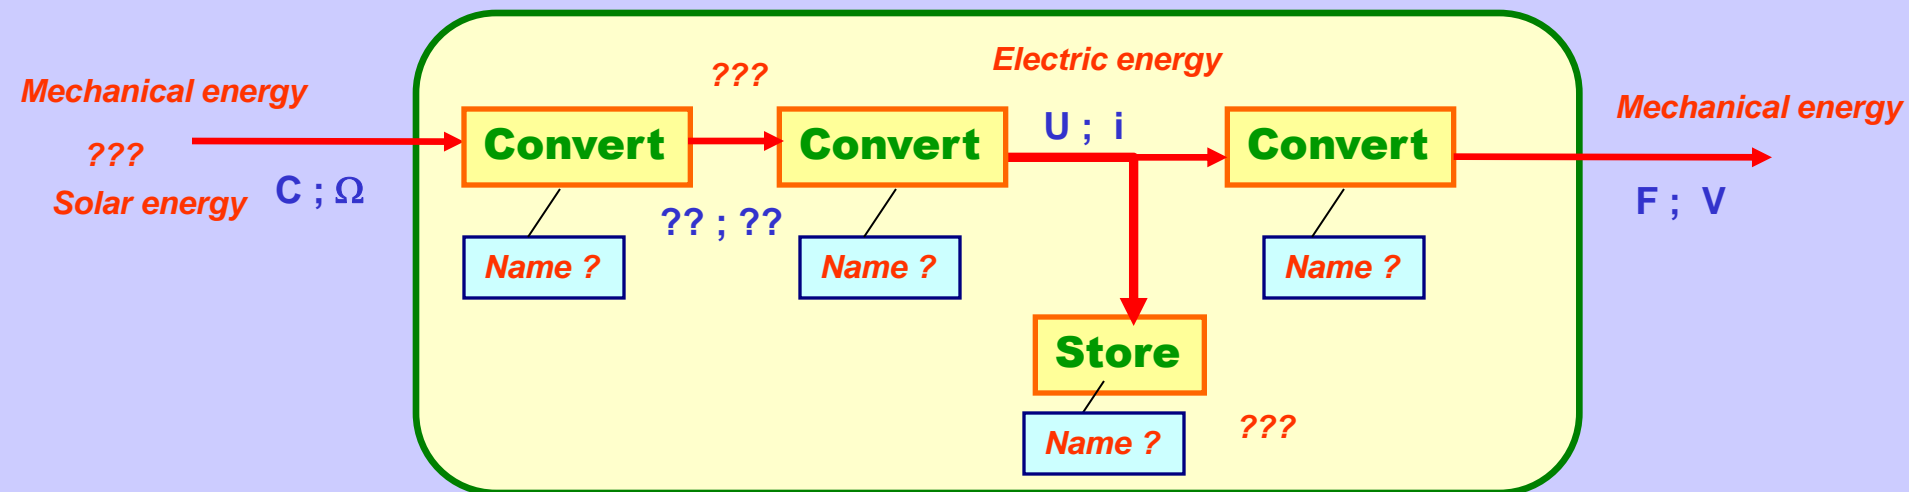 Mechanical energy
???
Solar energy
C ; Ω
Convert
Name ?
???
?? ; ??
Convert
Name ?
Electric energy
U ; i
Convert
Name ?
Store
Name ?
???
Mechanical energy
F ; V